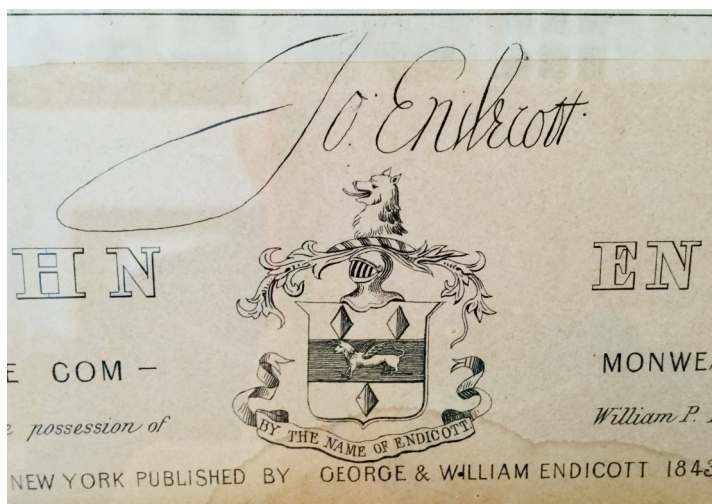 Jo: Endecott
HN EN
E COM - MONWEA
e possession of William P.
BY THE NAME OF ENDICOTT
NEW YORK PUBLISHED BY GEORGE & WILLIAM ENDICOTT 1843